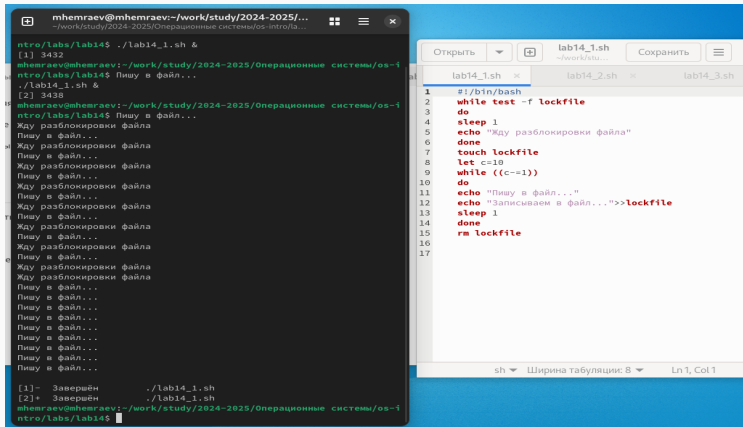 mhemraev@mhemraev:~/work/study/2024-2025/...
~/work/study/2024-2025/Операционные системы/os-intro/la...
ntro/labs/lab14$ ./lab14_1.sh &
[1] 3432
mhemraev@mhemraev:~/work/study/2024-2025/Операционные системы/os-i
ntro/labs/lab14$ Пишу в файл...
./lab14_1.sh &
[2] 3438
mhemraev@mhemraev:~/work/study/2024-2025/Операционные системы/os-i
ntro/labs/lab14$ Пишу в файл...
Жду разблокировки файла
Пишу в файл...
Жду разблокировки файла
Пишу в файл...
Жду разблокировки файла
Пишу в файл...
Жду разблокировки файла
Пишу в файл...
Жду разблокировки файла
Пишу в файл...
Жду разблокировки файла
Пишу в файл...
Жду разблокировки файла
Пишу в файл...
Жду разблокировки файла
Жду разблокировки файла
Пишу в файл...
Пишу в файл...
Пишу в файл...
Пишу в файл...
Пишу в файл...
Пишу в файл...
Пишу в файл...
Пишу в файл...
Пишу в файл...
[1]- Завершён ./lab14_1.sh
[2]+ Завершён ./lab14_1.sh
mhemraev@mhemraev:~/work/study/2024-2025/Операционные системы/os-i
ntro/labs/lab14$
Открыть lab14_1.sh Сохранить
~/work/stu...
lab14_1.sh × lab14_2.sh × lab14_3.sh
1 #!/bin/bash
2 while test -f lockfile
3 do
4 sleep 1
5 echo "Жду разблокировки файла"
6 done
7 touch lockfile
8 let c=10
9 while ((c-=1))
10 do
11 echo "Пишу в файл..."
12 echo "Записываем в файл...">>lockfile
13 sleep 1
14 done
15 rm lockfile
16
17
sh Ширина табуляции: 8 Ln 1, Col 1